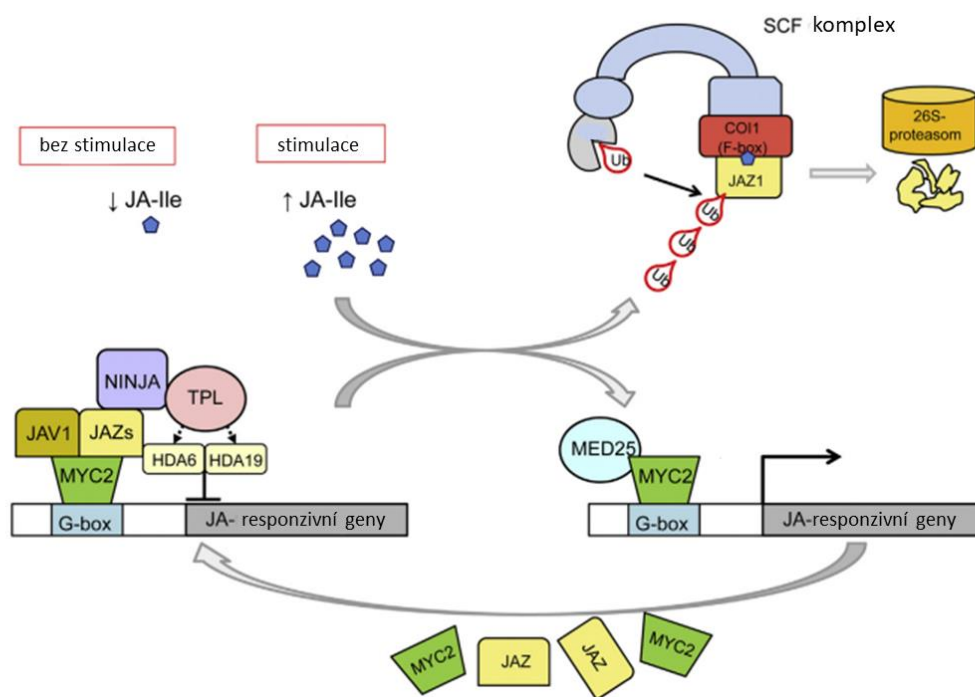 SCF komplex
bez stimulace
stimulace
↓ JA-Ile
↑ JA-Ile
Ub
COI1
(F-box)
JAZ1
26S-
proteasom
Ub
Ub
Ub
NINJA
TPL
JAV1
JAZs
HDA6
HDA19
MYC2
G-box
JA- responzivní geny
MED25
MYC2
G-box
JA-responzivní geny
MYC2
JAZ
JAZ
MYC2